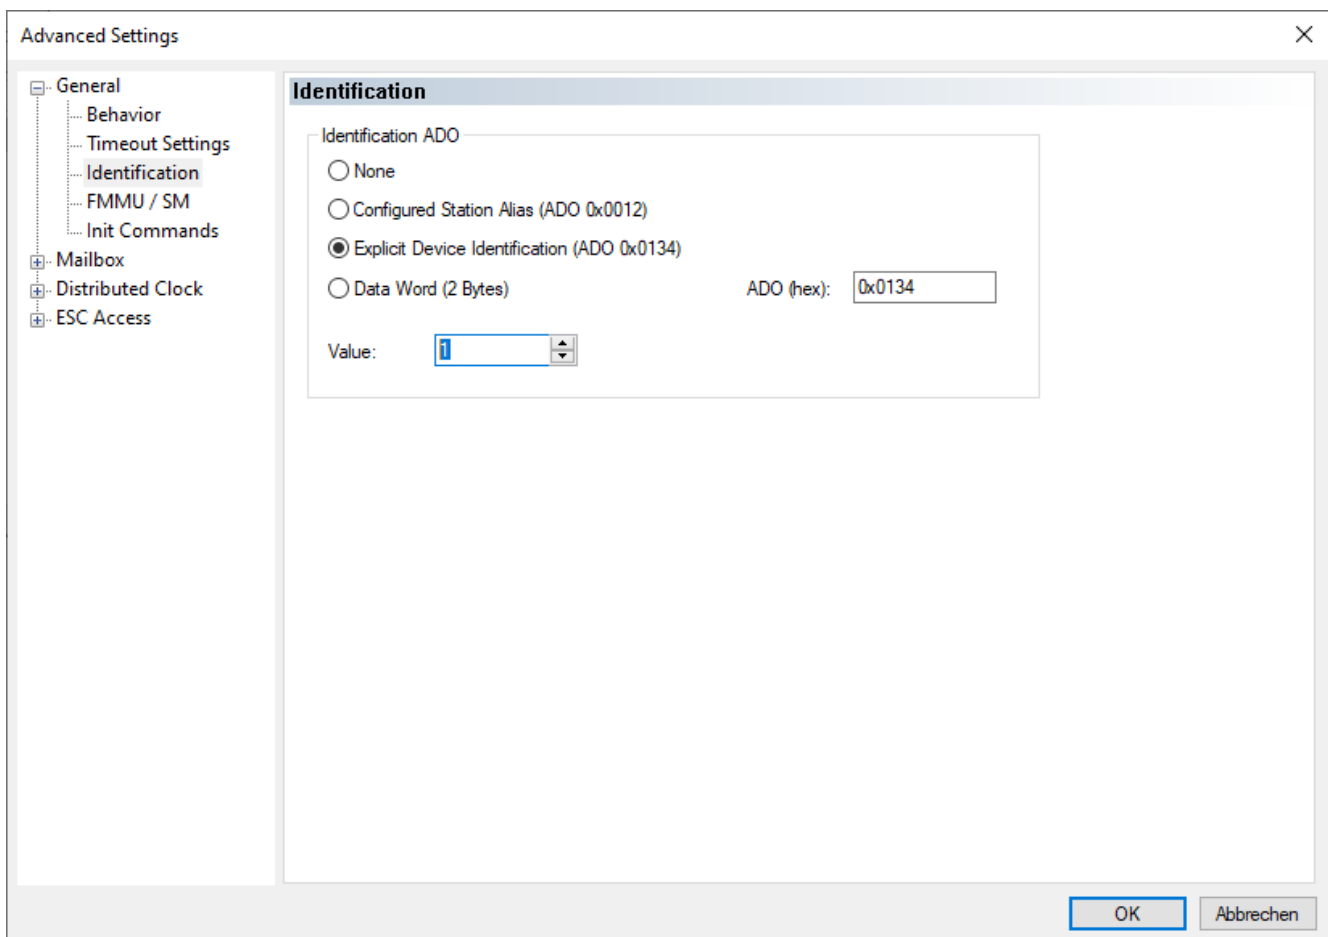 Advanced Settings
General
Behavior
Timeout Settings
Identification
FMMU / SM
Init Commands
Mailbox
Distributed Clock
ESC Access
Identification
Identification ADO
None
Configured Station Alias (ADO 0x0012)
Explicit Device Identification (ADO 0x0134)
Data Word (2 Bytes) ADO (hex): 0x0134
Value: 1
OK Abbrechen